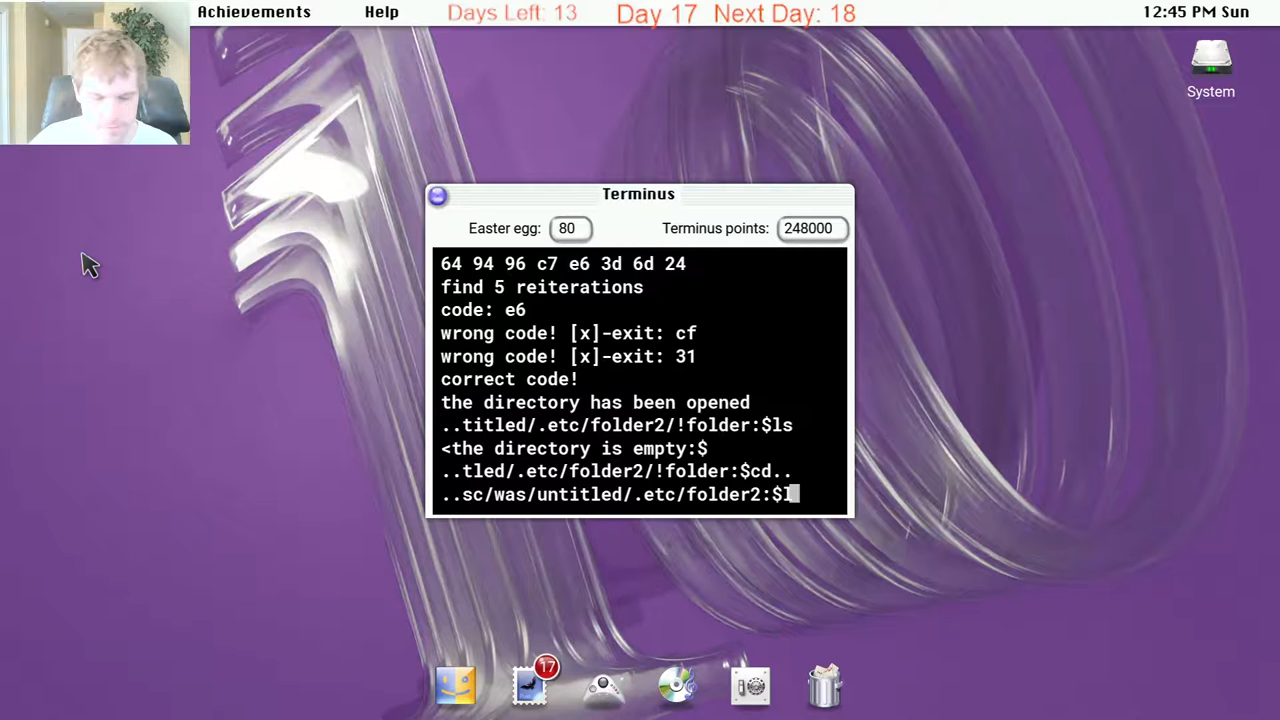 Achievements Help Days Left: 13 Day 17 Next Day: 18 12:45 PM Sun
System
Terminus
Easter egg: 80 Terminus points: 248000
64 94 96 c7 e6 3d 6d 24
find 5 reiterations
code: e6
wrong code! [x]-exit: cf
wrong code! [x]-exit: 31
correct code!
the directory has been opened
..titled/.etc/folder2/!folder:$ls
<the directory is empty:$
..tled/.etc/folder2/!folder:$cd..
..sc/was/untitled/.etc/folder2:$l
17